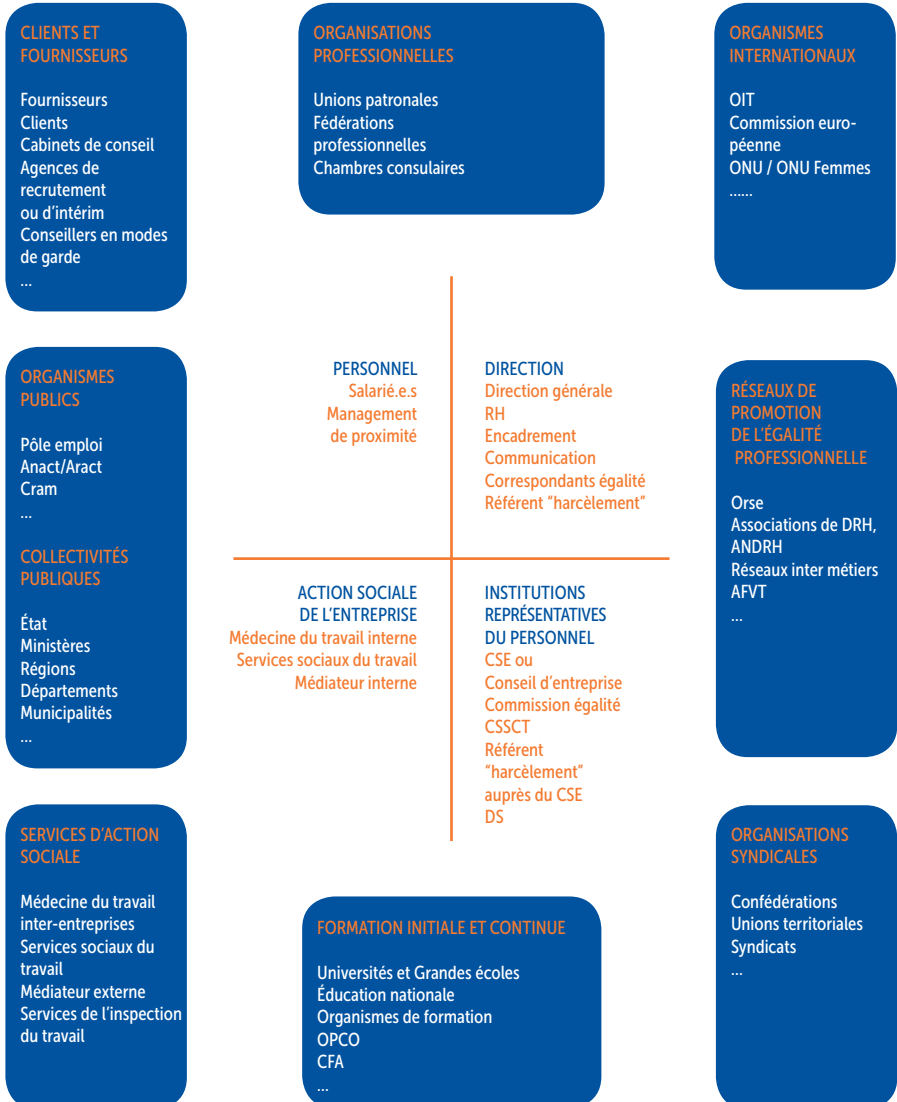 CLIENTS ET
FOURNISSEURS
Fournisseurs
Clients
Cabinets de conseil
Agences de
recrutement
ou d'intérim
Conseillers en modes
de garde
...
ORGANISATIONS
PROFESSIONNELLES
Unions patronales
Fédérations
professionnelles
Chambres consulaires
ORGANISMES
INTERNATIONAUX
OIT
Commission euro-
péenne
ONU / ONU Femmes
......
ORGANISMES
PUBLICS
Pôle emploi
Anact/Aract
Cram
...
COLLECTIVITÉS
PUBLIQUES
État
Ministères
Régions
Départements
Municipalités
...
PERSONNEL
Salarié.e.s
Management
de proximité
DIRECTION
Direction générale
RH
Encadrement
Communication
Correspondants égalité
Référent "harcèlement"
ACTION SOCIALE
DE L'ENTREPRISE
Médecine du travail interne
Services sociaux du travail
Médiateur interne
INSTITUTIONS
REPRÉSENTATIVES
DU PERSONNEL
CSE ou
Conseil d'entreprise
Commission égalité
CSSCT
Référent
"harcèlement"
auprès du CSE
DS
RÉSEAUX DE
PROMOTION
DE L'ÉGALITÉ
PROFESSIONNELLE
Orse
Associations de DRH,
ANDRH
Réseaux inter métiers
AFVT
...
SERVICES D'ACTION
SOCIALE
Médecine du travail
inter-entreprises
Services sociaux du
travail
Médiateur externe
Services de l'inspection
du travail
FORMATION INITIALE ET CONTINUE
Universités et Grandes écoles
Éducation nationale
Organismes de formation
OPCO
CFA
...
ORGANISATIONS
SYNDICALES
Confédérations
Unions territoriales
Syndicats
...